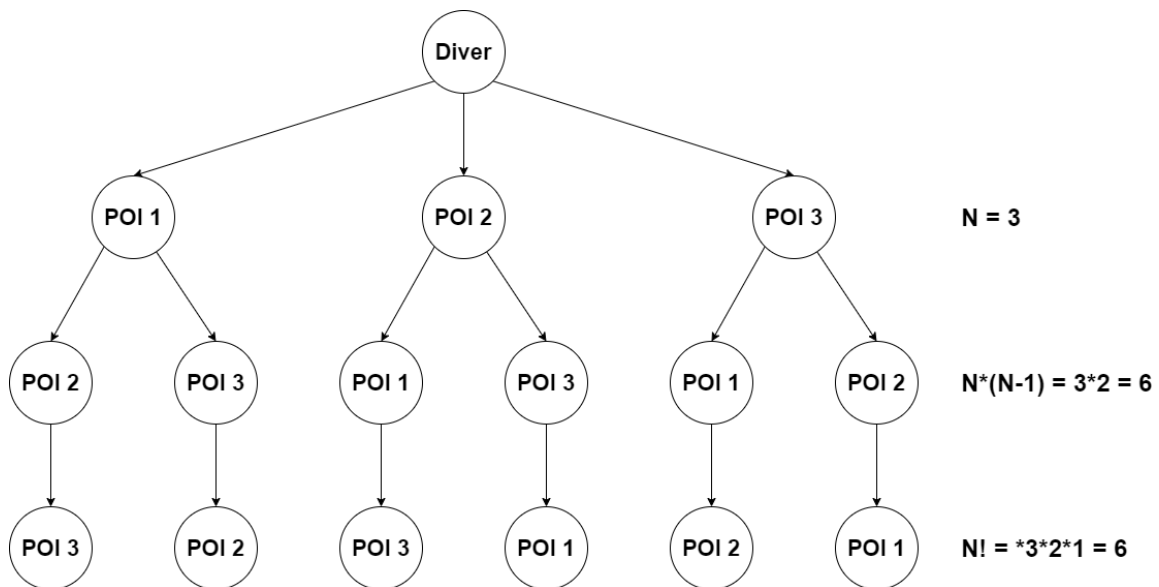 Diver
POI 1
POI 2
POI 3
N = 3
POI 2
POI 3
POI 1
POI 3
POI 1
POI 2
N*(N-1) = 3*2 = 6
POI 3
POI 2
POI 3
POI 1
POI 2
POI 1
N! = *3*2*1 = 6